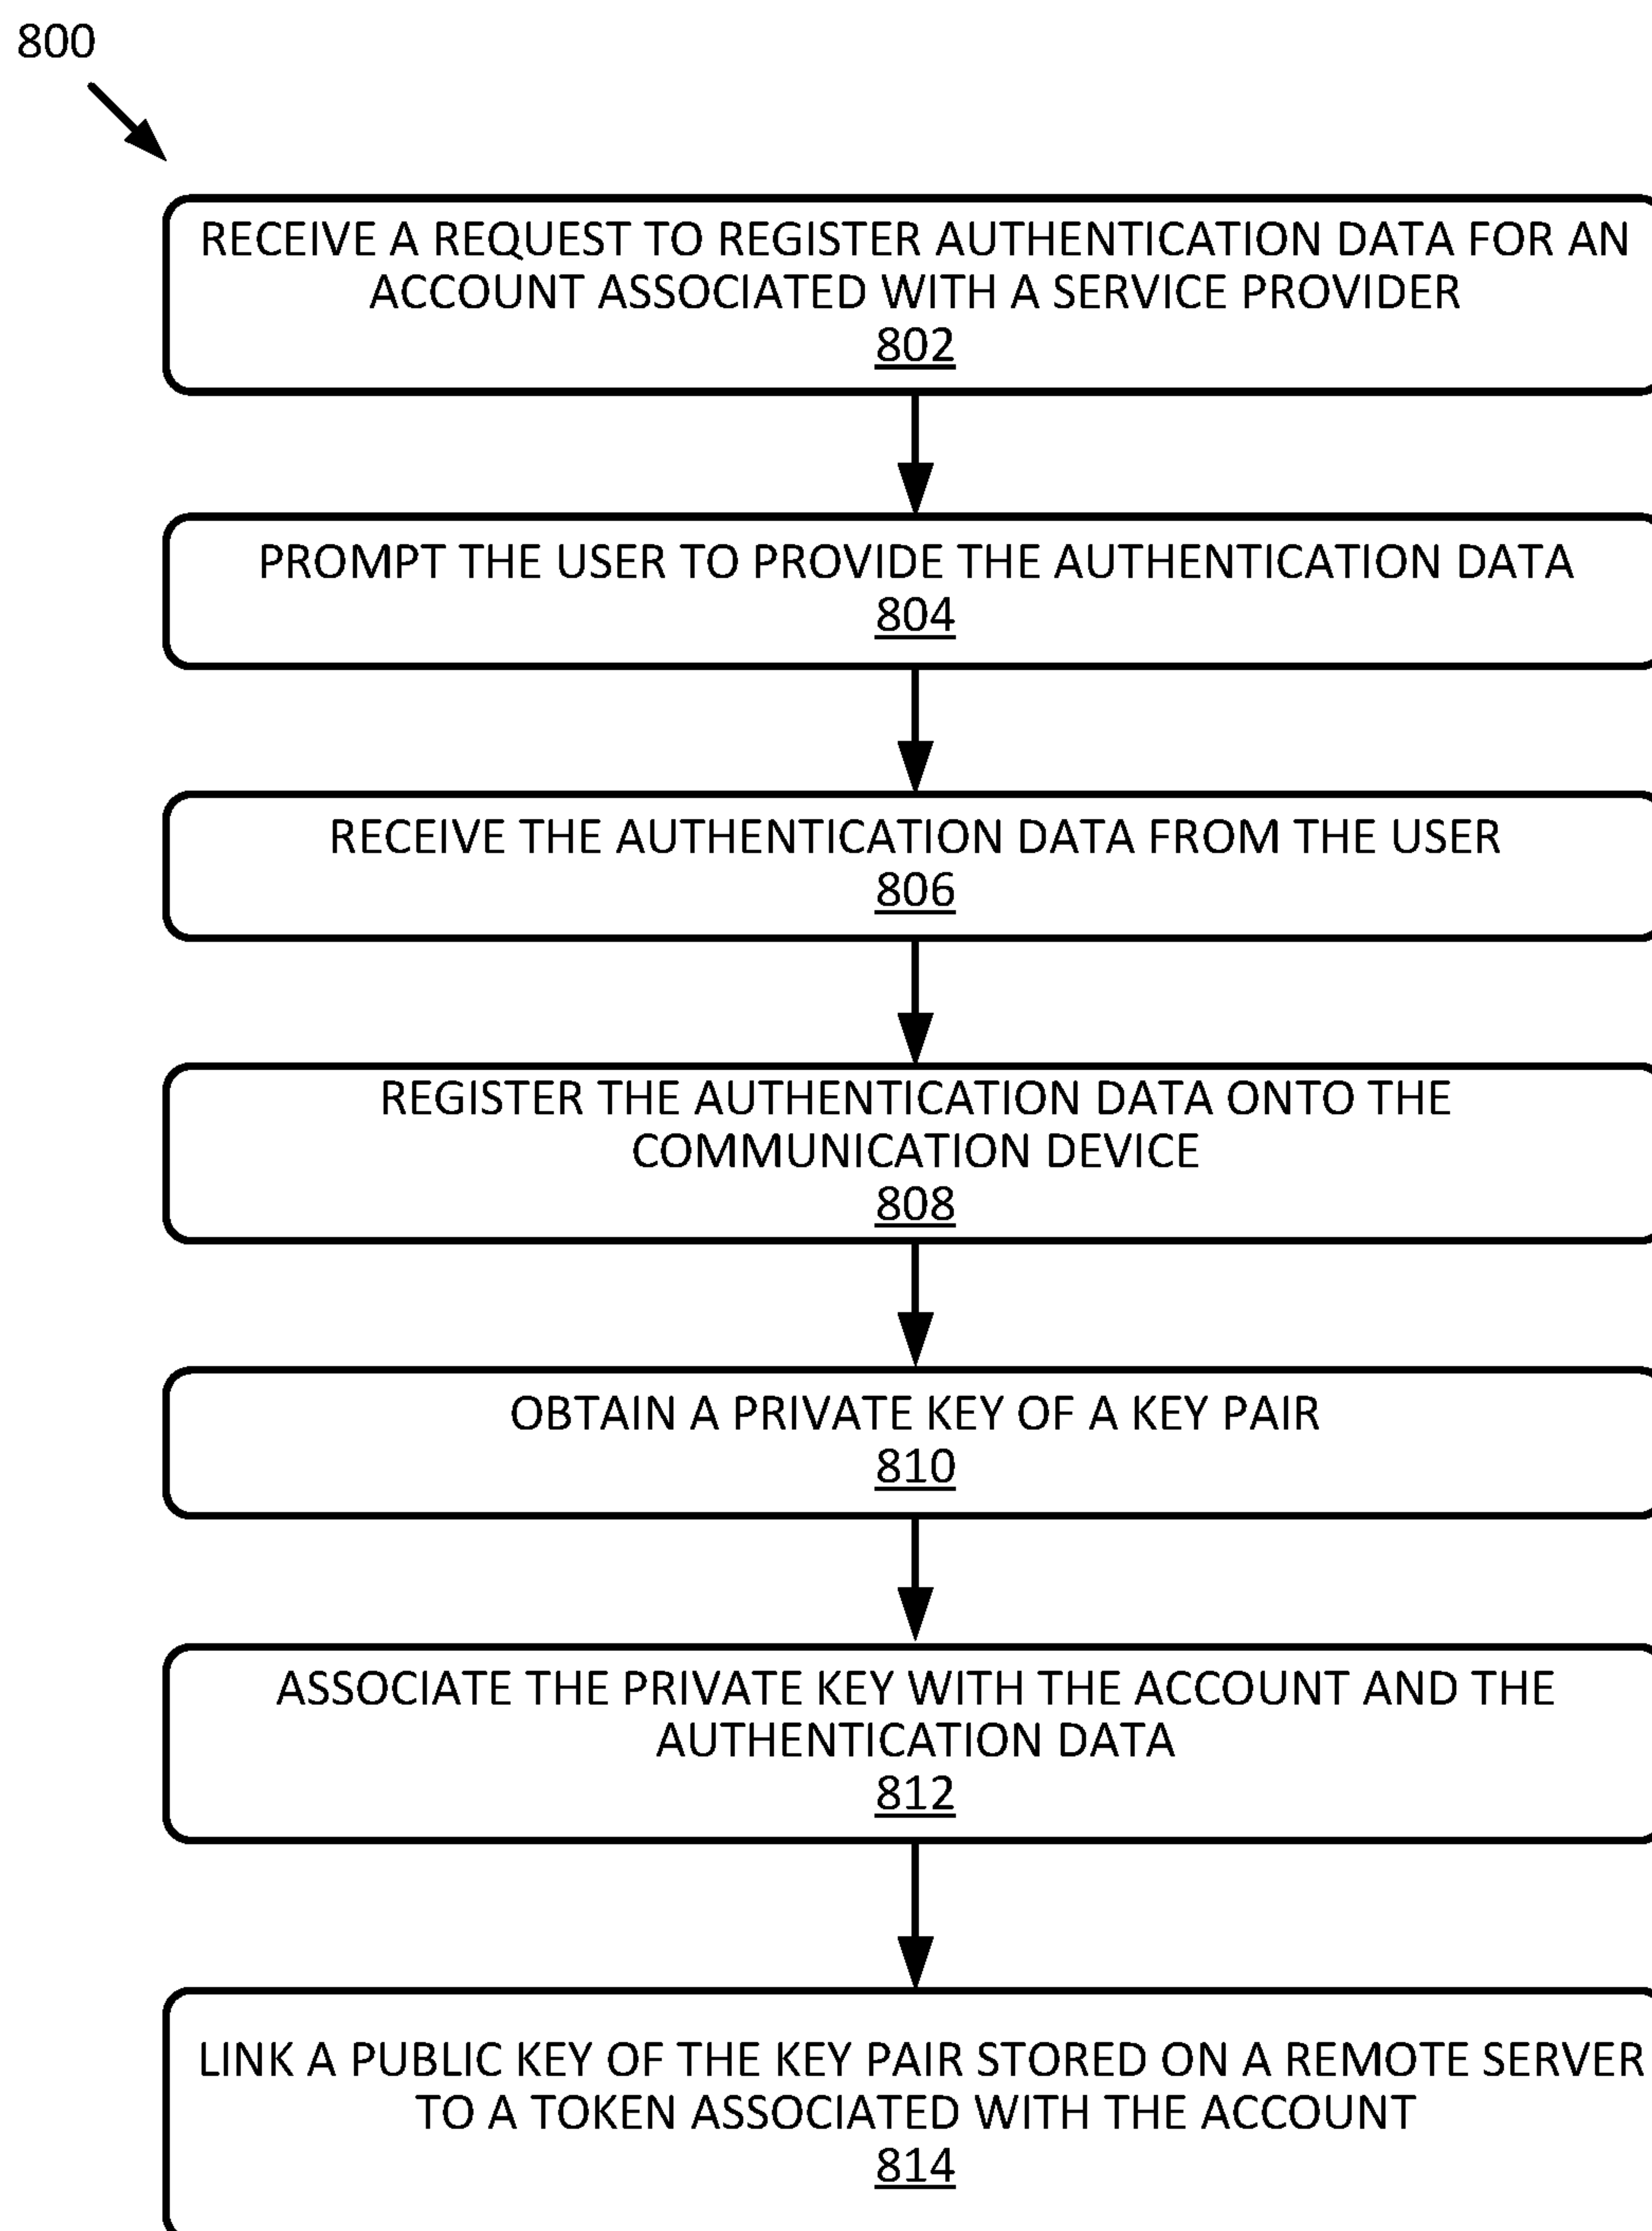 800
RECEIVE A REQUEST TO REGISTER AUTHENTICATION DATA FOR AN
ACCOUNT ASSOCIATED WITH A SERVICE PROVIDER
802
PROMPT THE USER TO PROVIDE THE AUTHENTICATION DATA
804
RECEIVE THE AUTHENTICATION DATA FROM THE USER
806
REGISTER THE AUTHENTICATION DATA ONTO THE
COMMUNICATION DEVICE
808
OBTAIN A PRIVATE KEY OF A KEY PAIR
810
ASSOCIATE THE PRIVATE KEY WITH THE ACCOUNT AND THE
AUTHENTICATION DATA
812
LINK A PUBLIC KEY OF THE KEY PAIR STORED ON A REMOTE SERVER
TO A TOKEN ASSOCIATED WITH THE ACCOUNT
814